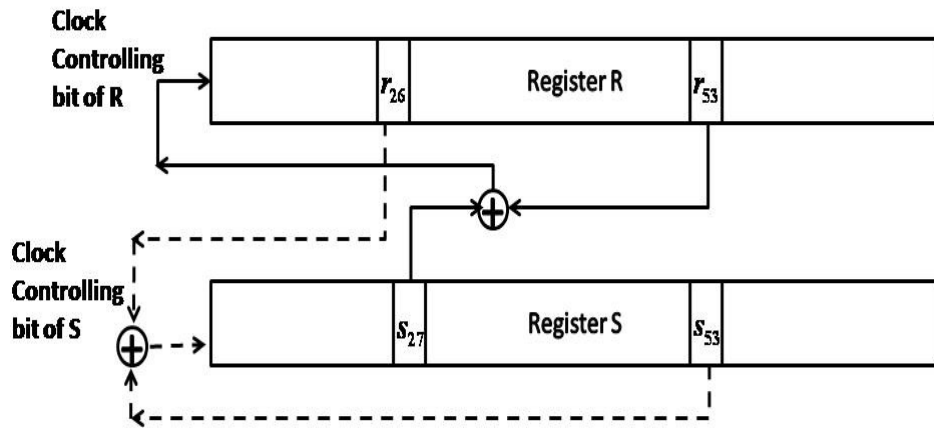 Clock
Controlling
bit of R
r26
Register R
r53
Clock
Controlling
bit of S
s27
Register S
s53